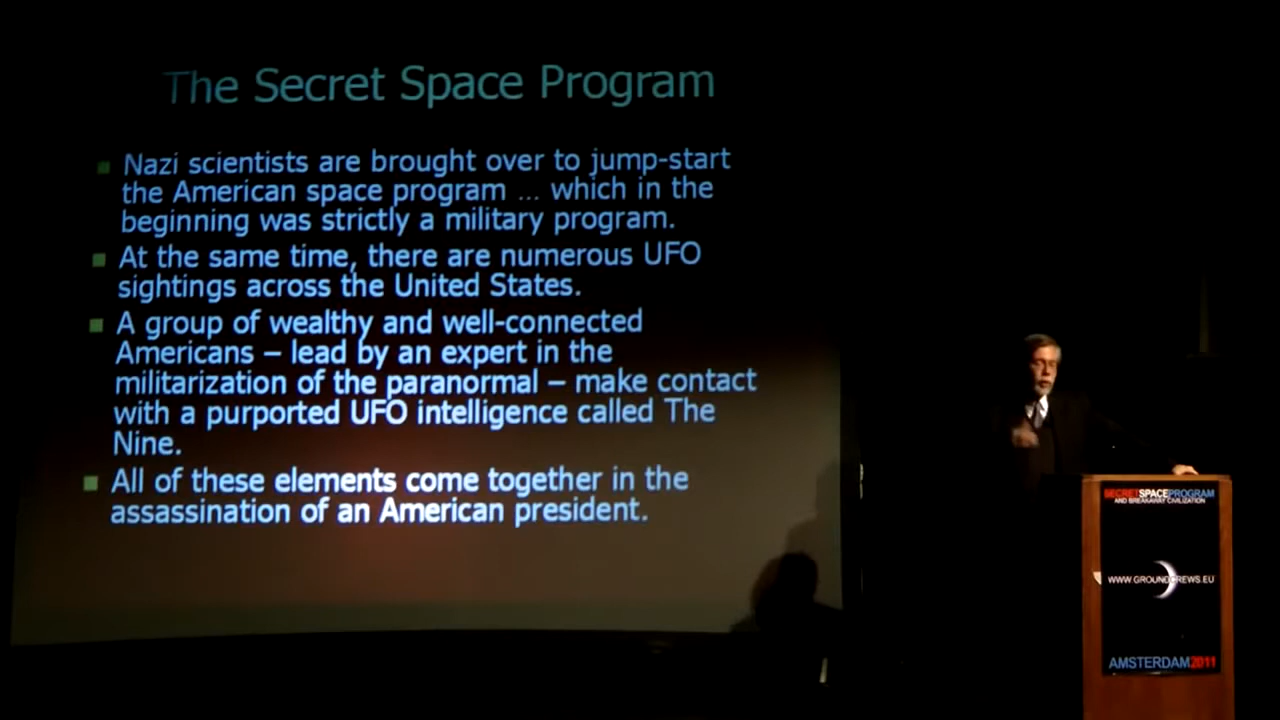 The Secret Space Program
Nazi scientists are brought over to jump-start
the American space program ... which in the
beginning was strictly a military program.
At the same time, there are numerous UFO
sightings across the United States.
A group of wealthy and well-connected
Americans – lead by an expert in the
militarization of the paranormal – make contact
with a purported UFO intelligence called The
Nine.
All of these elements come together in the
assassination of an American president.
SECRETSPACEPROGRAM
AND BREAKAWAY CIVILIZATION
WWW.GROUNDCREWS.EU
AMSTERDAM2011